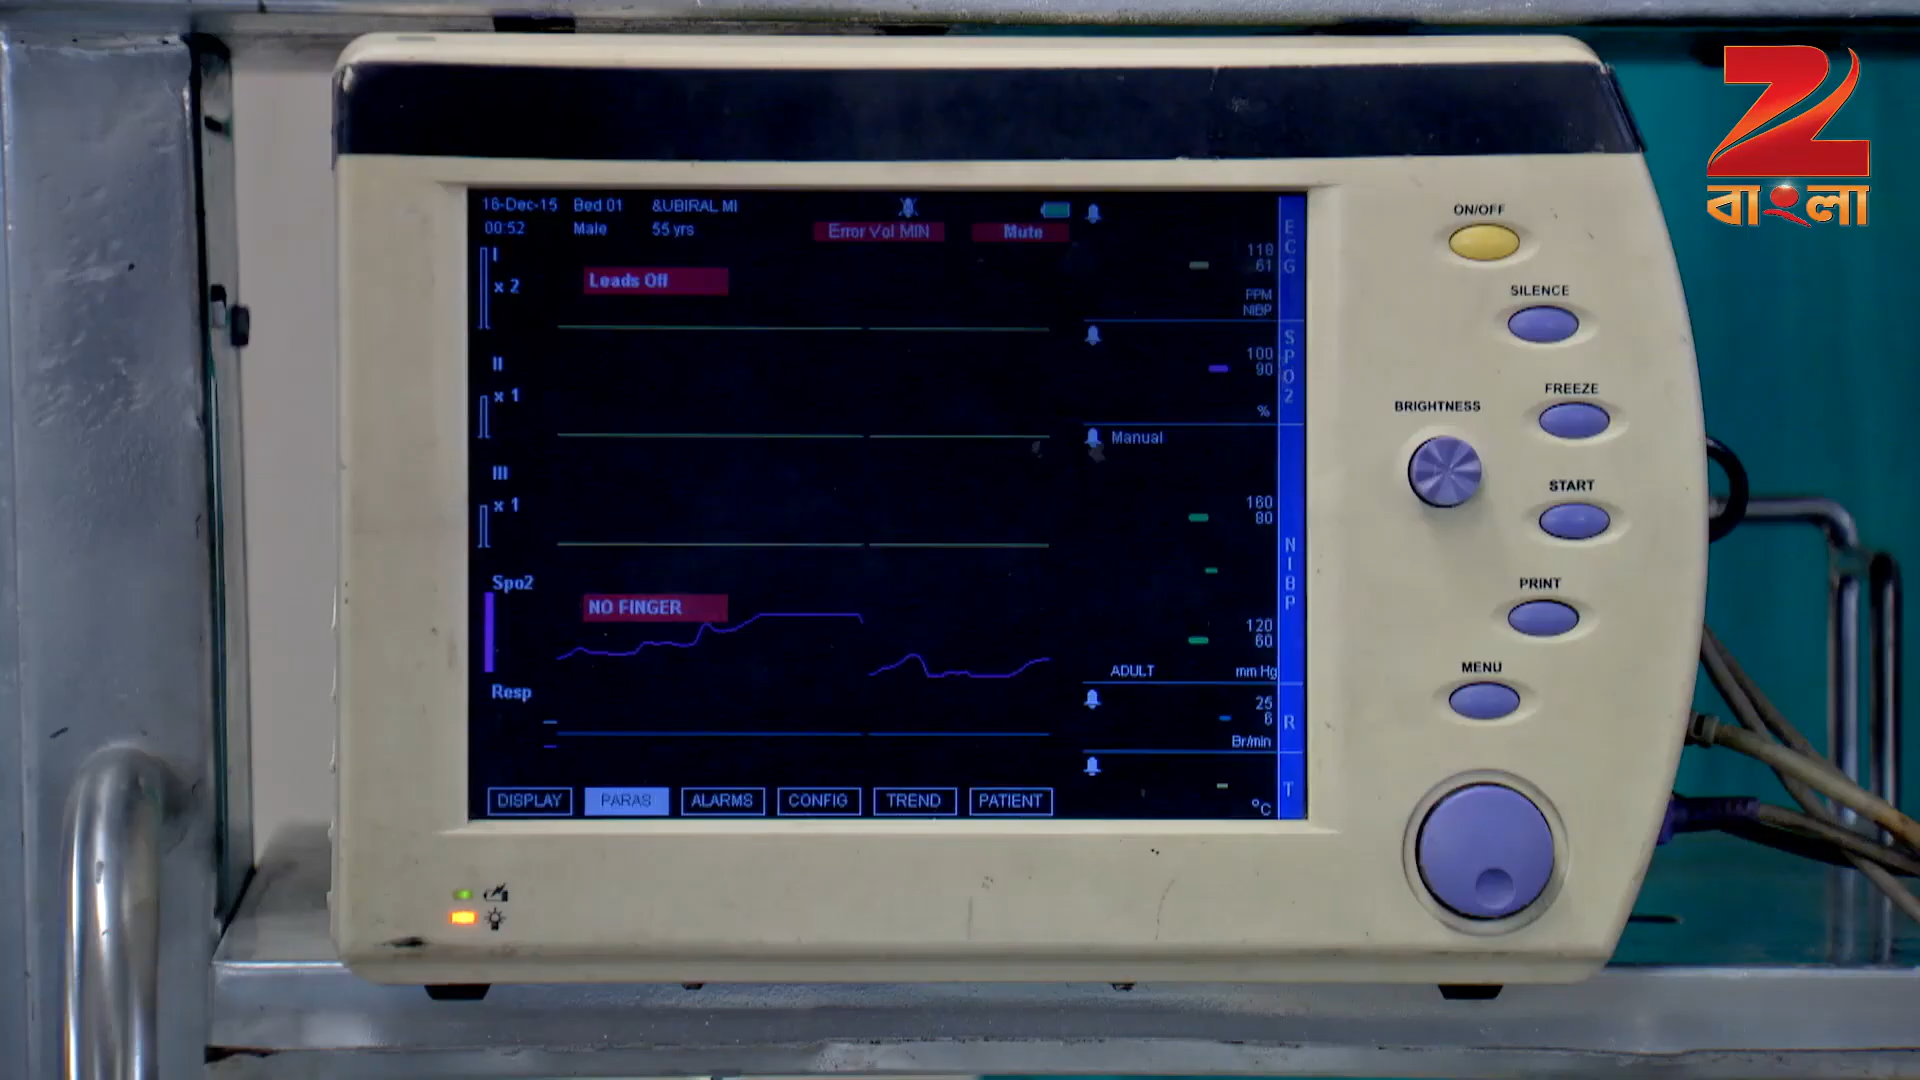 16-Dec-15 Bed 01 &UBIRAL MI
00:52 Male 55 yrs Error Vol MIN Mute
I
x 2
Leads Off
II
x 1
III
x 1
Spo2
NO FINGER
Resp
DISPLAY PARAS ALARMS CONFIG TREND PATIENT
118
61
PPM
NIBP
ECG
100
90
%
SPO2
Manual
160
80
120
60
ADULT mm Hg
NIBP
25
6
Br/min
R
°C
T
ON/OFF
SILENCE
FREEZE
BRIGHTNESS
START
PRINT
MENU
Z
বাংলা